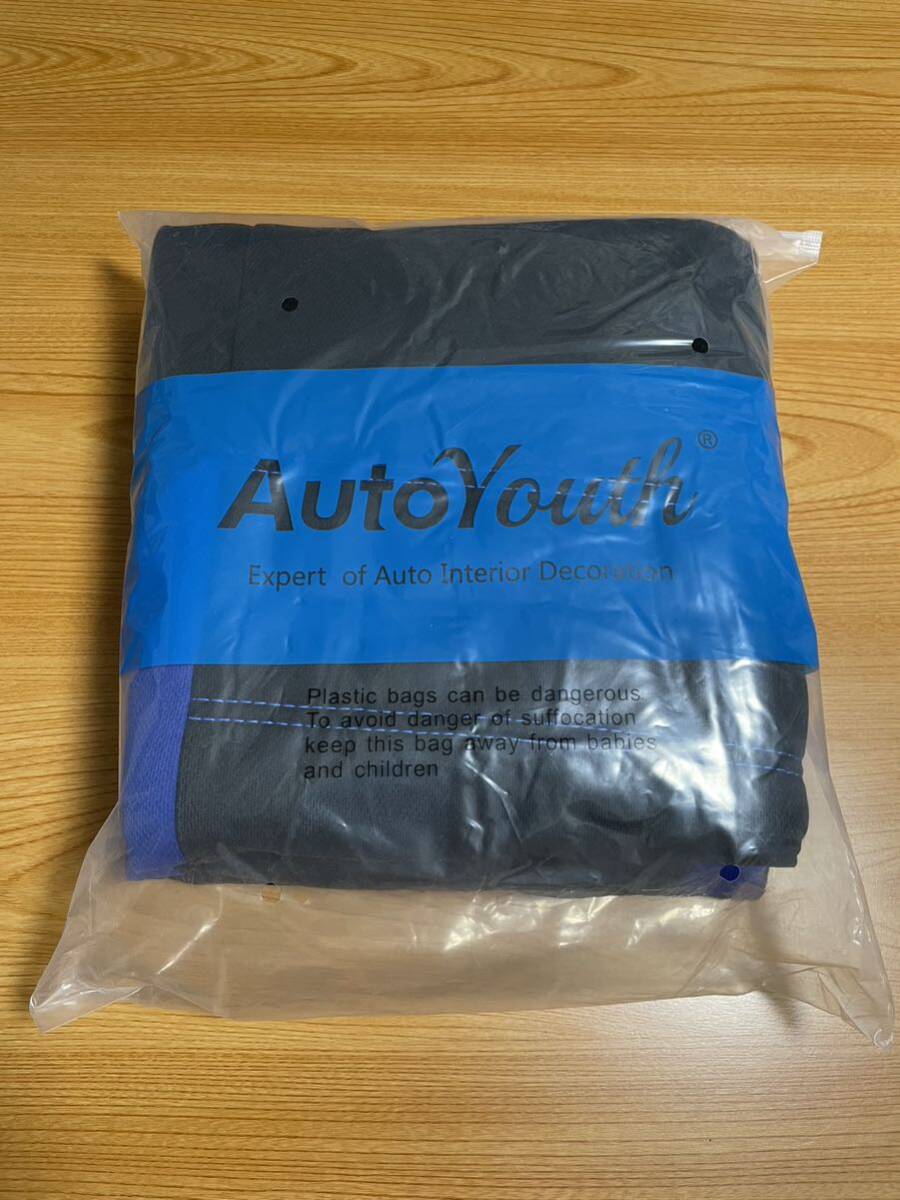 AutoYouth®
Expert of Auto Interior Decoration
Plastic bags can be dangerous
To avoid danger of suffocation
keep this bag away from babies
and children